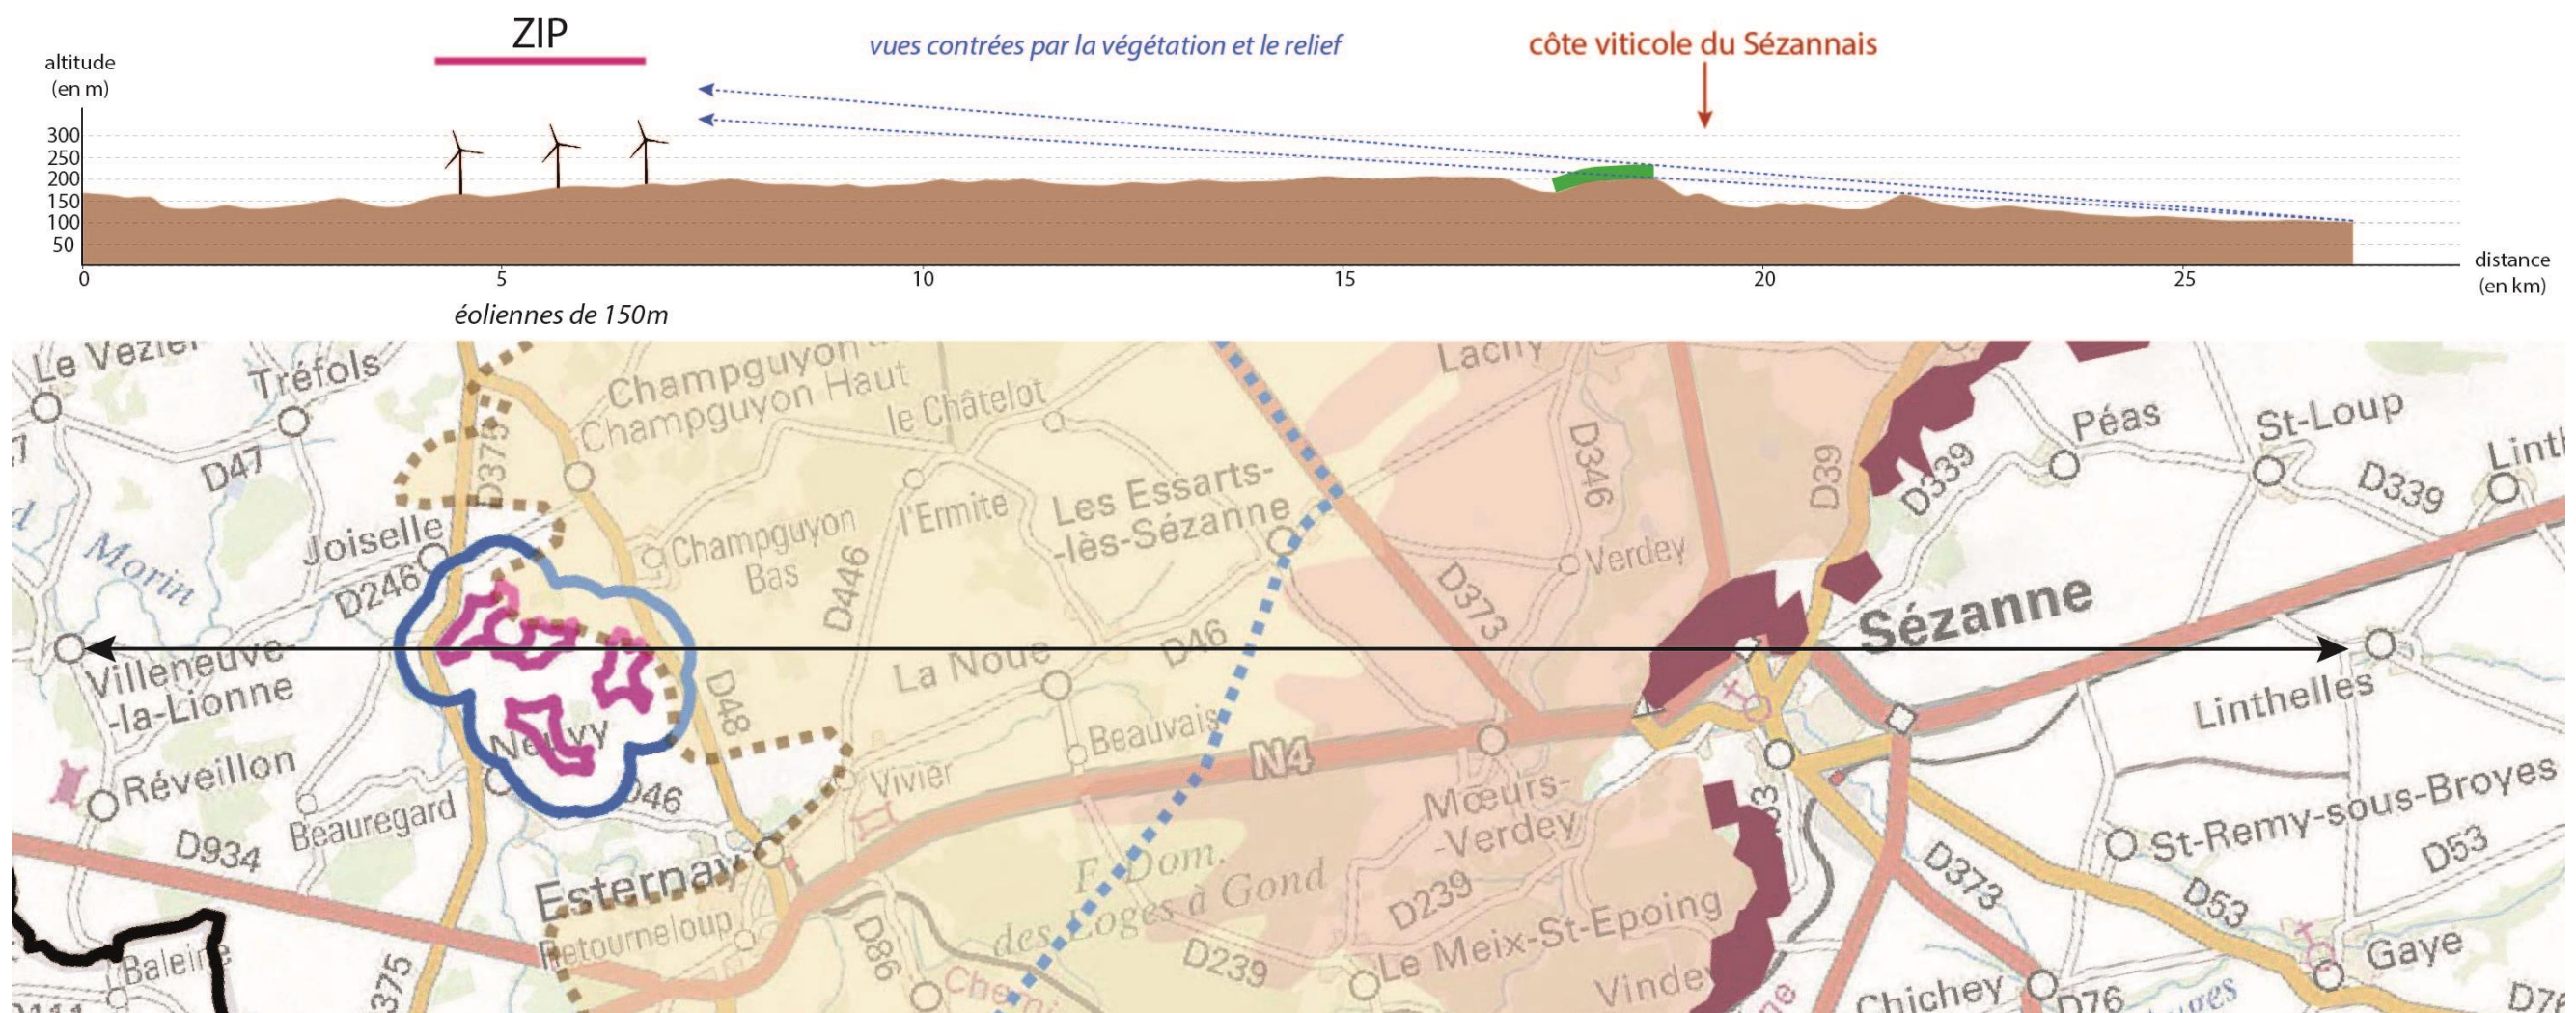 ZIP
vues contrées par la végétation et le relief
côte viticole du Sézannais
altitude
(en m)
300
250
200
150
100
50
0
5
10
15
20
25
distance
(en km)
éoliennes de 150m
Le Vézier
Tréfols
Champguyon
Champguyon Haut
le Châtelot
Lachy
D346
D39
Péas
St-Loup
D47
D375
l'Ermite
Les Essarts-
-lès-Sézanne
D339
D339
Morin
Joiselle
D246
Champguyon
Bas
D446
Verdey
D373
Sézanne
Villeneuve-
-la-Lionne
La Noue
D46
D48
Linthelles
Neuvy
Beauvais
N4
Réveillon
Beauregard
D46
Vivier
Mœurs-
-Verdey
St-Remy-sous-Broyes
D53
D934
Esternay
F. Dom.
des Loges à Gond
D239
D373
D53
Retourneloup
D86
D239
Le Meix-St-Epoing
Gaye
Baleine
375
Vindey
Chichey
D76